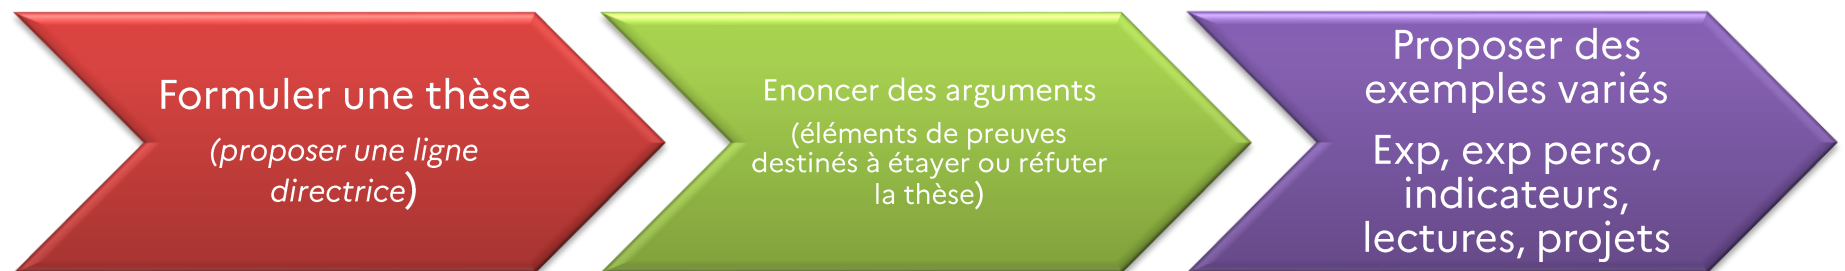 Formuler une thèse
(proposer une ligne
directrice)
Enoncer des arguments
(éléments de preuves
destinés à étayer ou réfuter
la thèse)
Proposer des
exemples variés
Exp, exp perso,
indicateurs,
lectures, projets